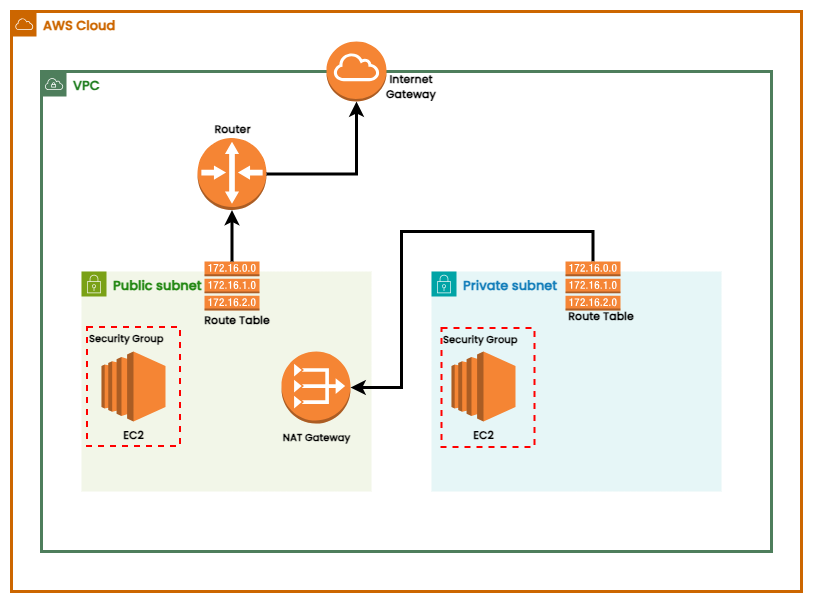 AWS Cloud
VPC
Internet
Gateway
Router
172.16.0.0
172.16.1.0
172.16.2.0
Public subnet
Route Table
Security Group
EC2
NAT Gateway
172.16.0.0
172.16.1.0
172.16.2.0
Private subnet
Route Table
Security Group
EC2